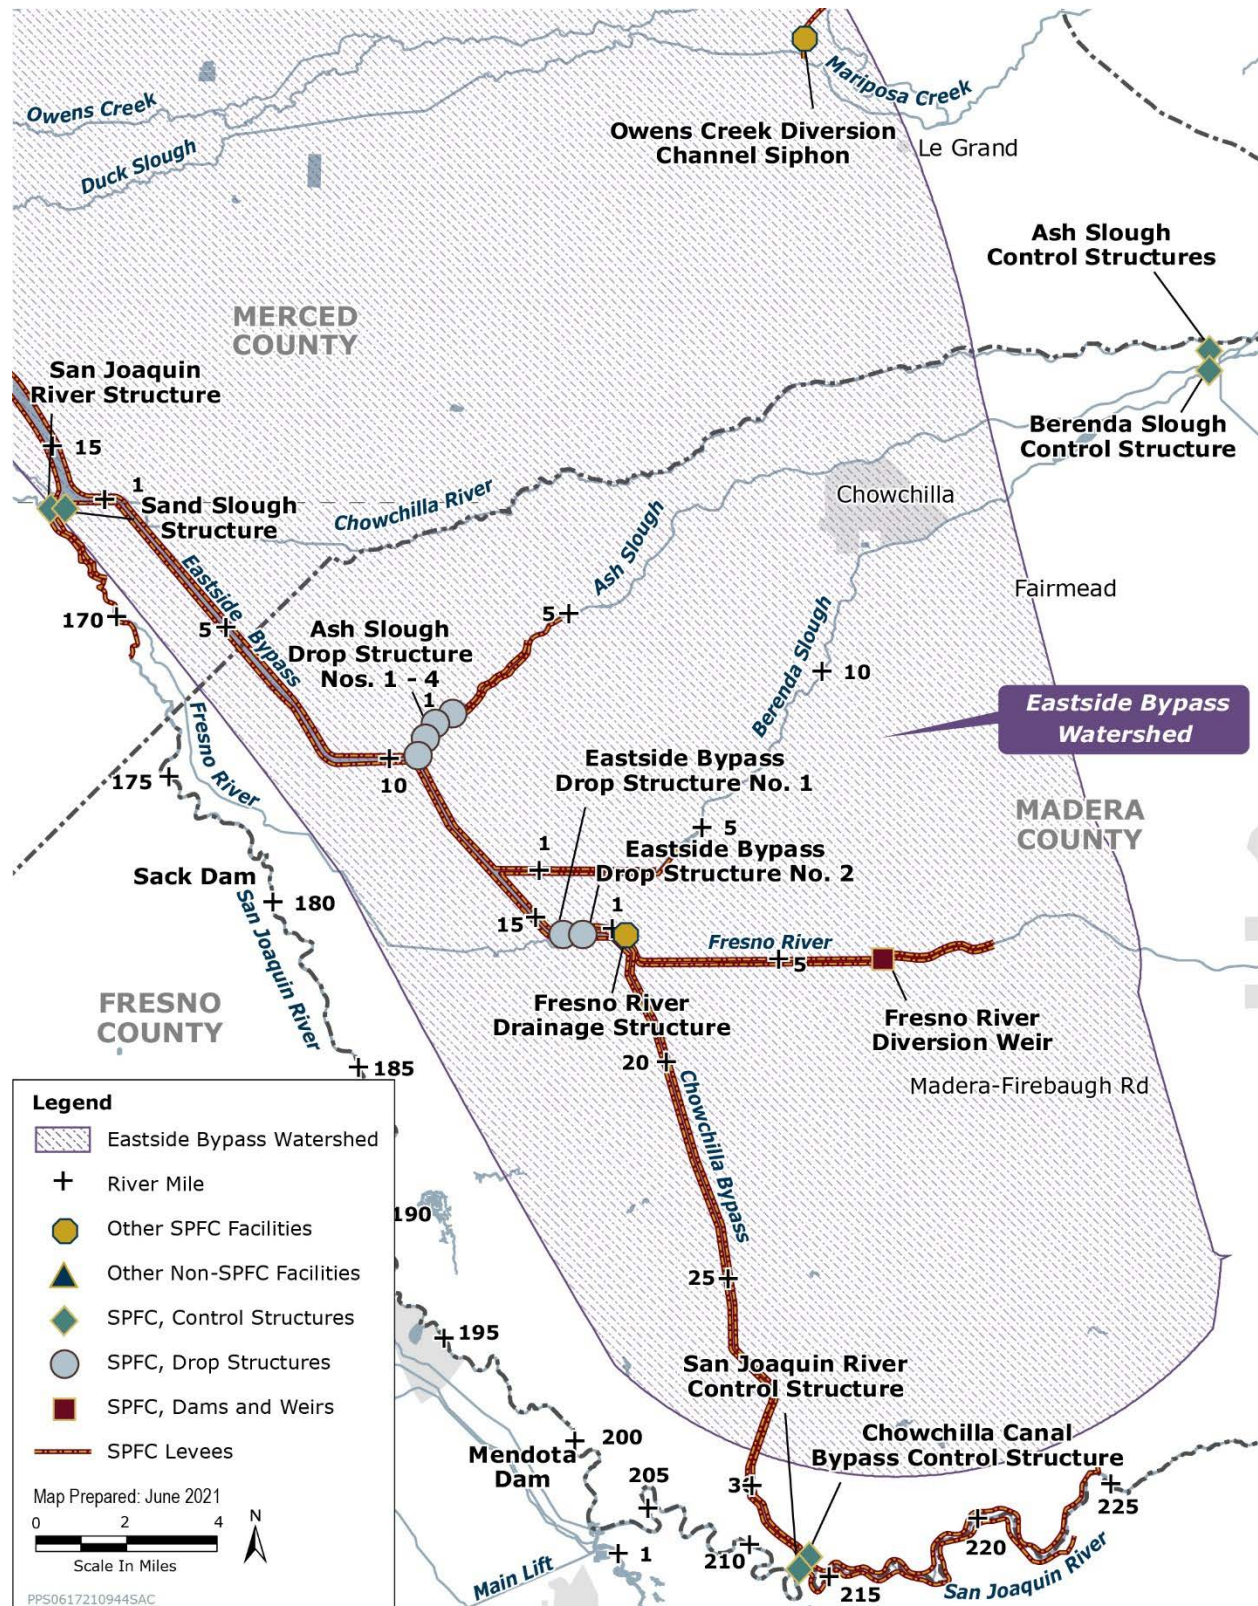 Owens Creek
Mariposa Creek
Owens Creek Diversion
Channel Siphon
Le Grand
Duck Slough
Ash Slough
Control Structures
MERCED
COUNTY
San Joaquin
River Structure
15
1
Berenda Slough
Control Structure
Sand Slough
Structure
Chowchilla River
Chowchilla
Ash Slough
Eastside Bypass
Fairmead
170
5
5
Ash Slough
Drop Structure
Nos. 1 - 4
1
Berenda Slough
10
Eastside Bypass
Watershed
Fresno River
175
10
Eastside Bypass
Drop Structure No. 1
MADERA
COUNTY
5
1
Eastside Bypass
Drop Structure No. 2
Sack Dam
180
San Joaquin River
15
1
Fresno River
5
FRESNO
COUNTY
Fresno River
Drainage Structure
Fresno River
Diversion Weir
20
185
Madera-Firebaugh Rd
Chowchilla Bypass
190
25
195
San Joaquin River
Control Structure
Chowchilla Canal
Bypass Control Structure
Mendota
Dam
200
205
3
225
210
1
220
215
Main Lift
San Joaquin River
Legend
Eastside Bypass Watershed
River Mile
Other SPFC Facilities
Other Non-SPFC Facilities
SPFC, Control Structures
SPFC, Drop Structures
SPFC, Dams and Weirs
SPFC Levees
Map Prepared: June 2021
0 2 4
N
Scale In Miles
PPS0617210944SAC